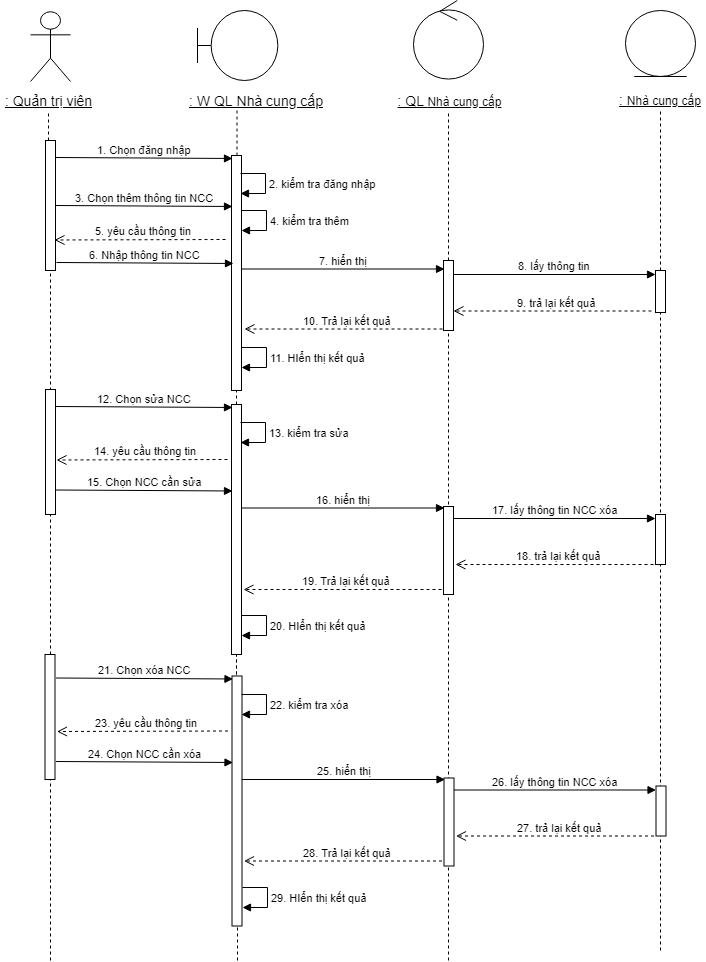 : Quản trị viên
: W QL Nhà cung cấp
: QL Nhà cung cấp
: Nhà cung cấp
1. Chọn đăng nhập
2. kiểm tra đăng nhập
3. Chọn thêm thông tin NCC
4. kiểm tra thêm
5. yêu cầu thông tin
6. Nhập thông tin NCC
7. hiển thị
8. lấy thông tin
9. trả lại kết quả
10. Trả lại kết quả
11. HIển thị kết quả
12. Chọn sửa NCC
13. kiểm tra sửa
14. yêu cầu thông tin
15. Chọn NCC cần sửa
16. hiển thị
17. lấy thông tin NCC xóa
18. trả lại kết quả
19. Trả lại kết quả
20. HIển thị kết quả
21. Chọn xóa NCC
22. kiểm tra xóa
23. yêu cầu thông tin
24. Chọn NCC cần xóa
25. hiển thị
26. lấy thông tin NCC xóa
27. trả lại kết quả
28. Trả lại kết quả
29. HIển thị kết quả